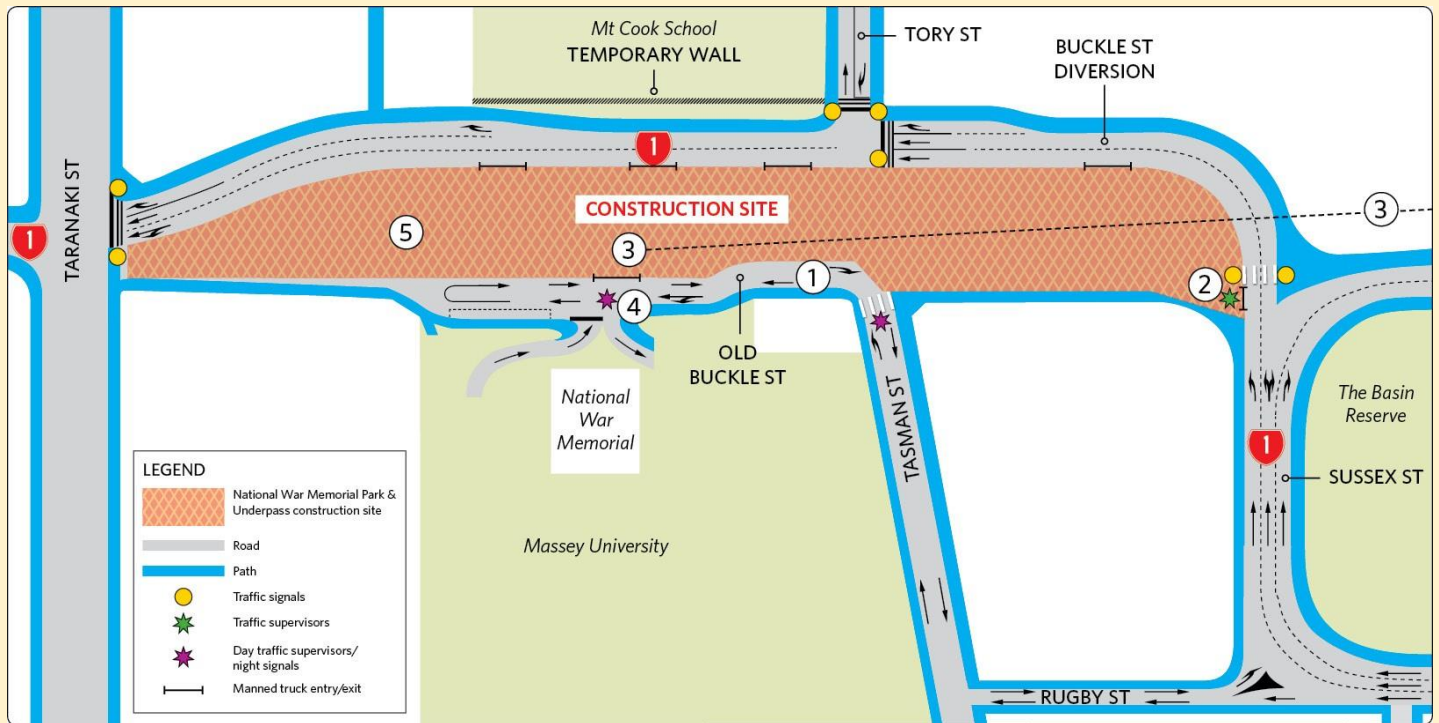 Mt Cook School
TEMPORARY WALL
TORY ST
BUCKLE ST
DIVERSION
1
TARANAKI ST
1
CONSTRUCTION SITE
5
3
3
1
2
4
OLD
BUCKLE ST
TASMAN ST
National
War
Memorial
The Basin
Reserve
1
SUSSEX ST
Massey University
RUGBY ST
LEGEND
National War Memorial Park &
Underpass construction site
Road
Path
Traffic signals
Traffic supervisors
Day traffic supervisors/
night signals
Manned truck entry/exit